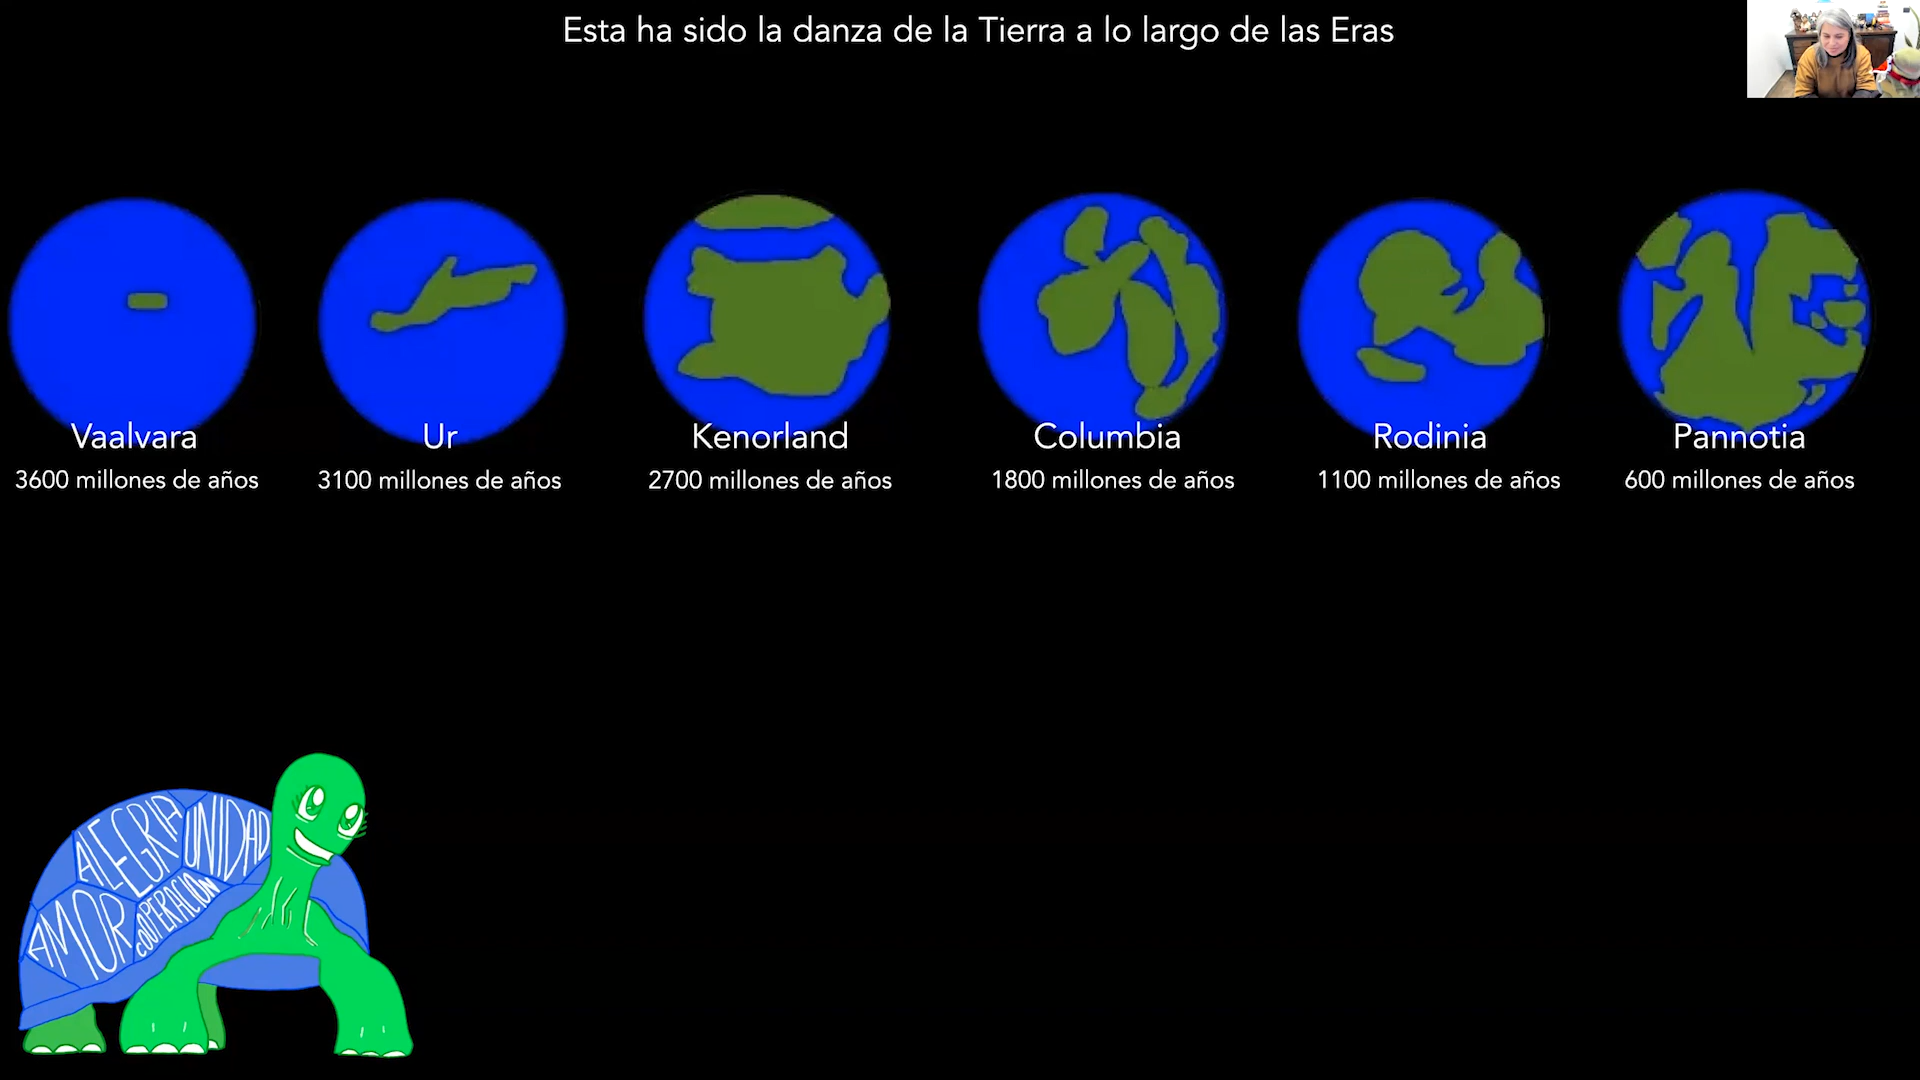 Esta ha sido la danza de la Tierra a lo largo de las Eras
Vaalvara
3600 millones de años
Ur
3100 millones de años
Kenorland
2700 millones de años
Columbia
1800 millones de años
Rodinia
1100 millones de años
Pannotia
600 millones de años
ALEGRIA
UNIDAD
AMOR
COOPERACION